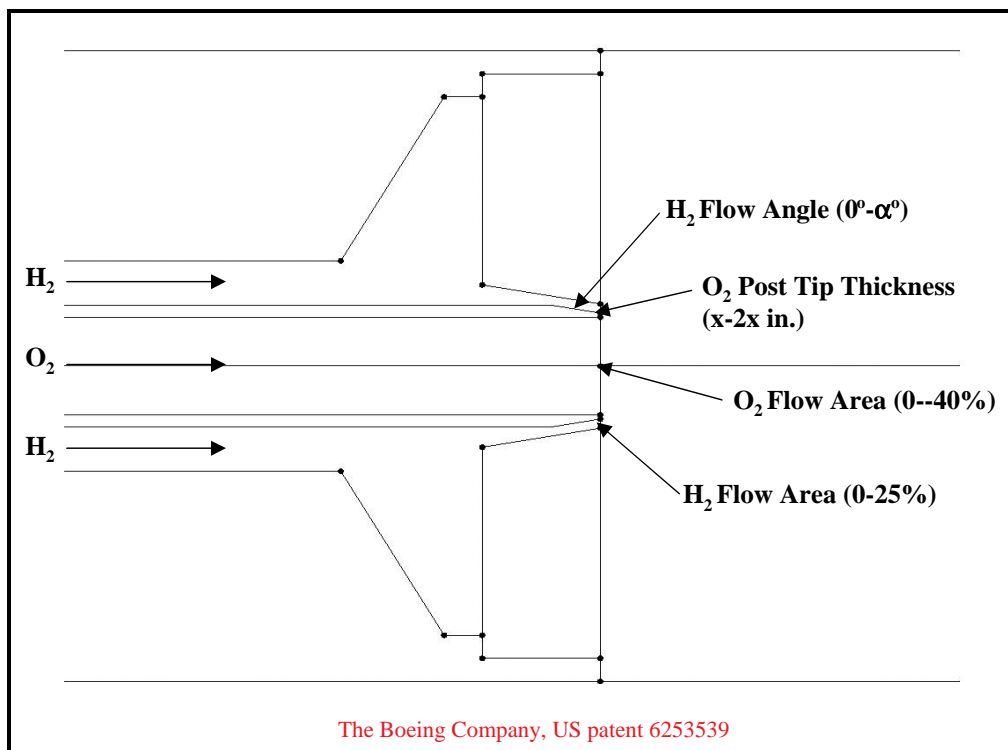 H₂ Flow Angle (0º-αº)
H₂
O₂ Post Tip Thickness
(x-2x in.)
O₂
O₂ Flow Area (0--40%)
H₂
H₂ Flow Area (0-25%)
The Boeing Company, US patent 6253539